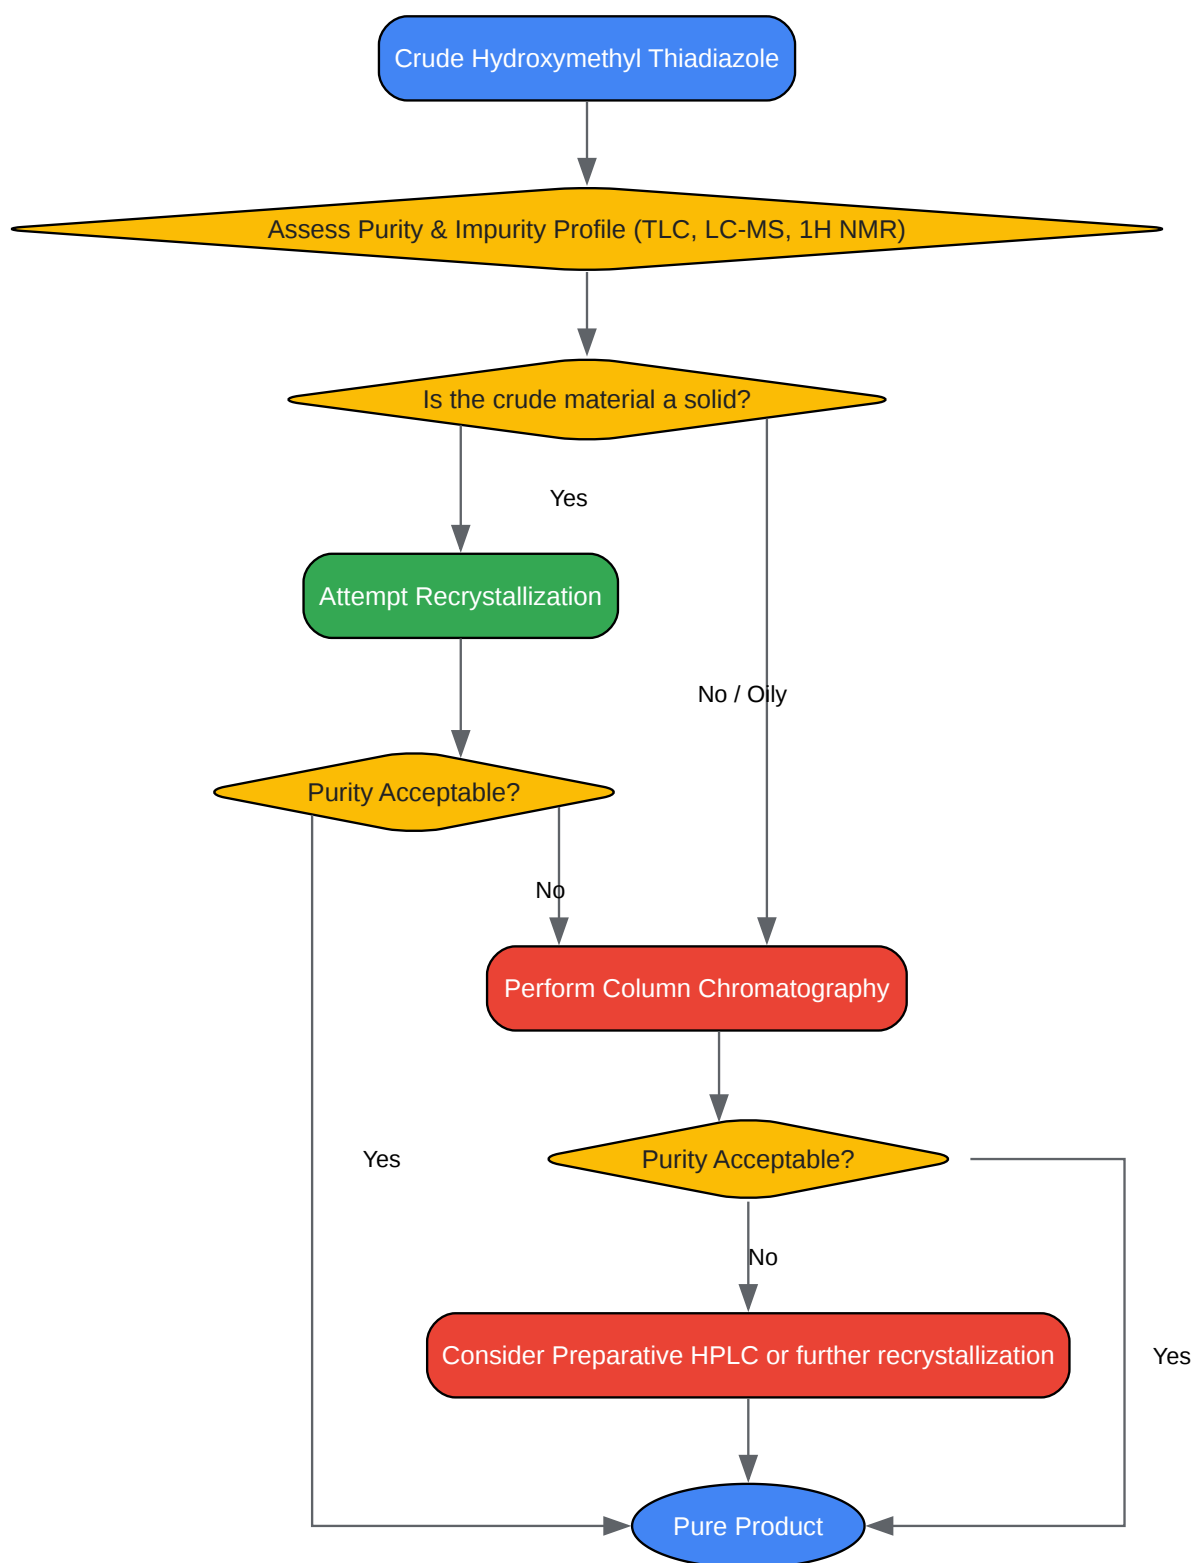 Crude Hydroxymethyl Thiadiazole
Assess Purity & Impurity Profile (TLC, LC-MS, 1H NMR)
Is the crude material a solid?
Yes
Attempt Recrystallization
No / Oily
Purity Acceptable?
No
Perform Column Chromatography
Yes
Purity Acceptable?
No
Consider Preparative HPLC or further recrystallization
Yes
Pure Product